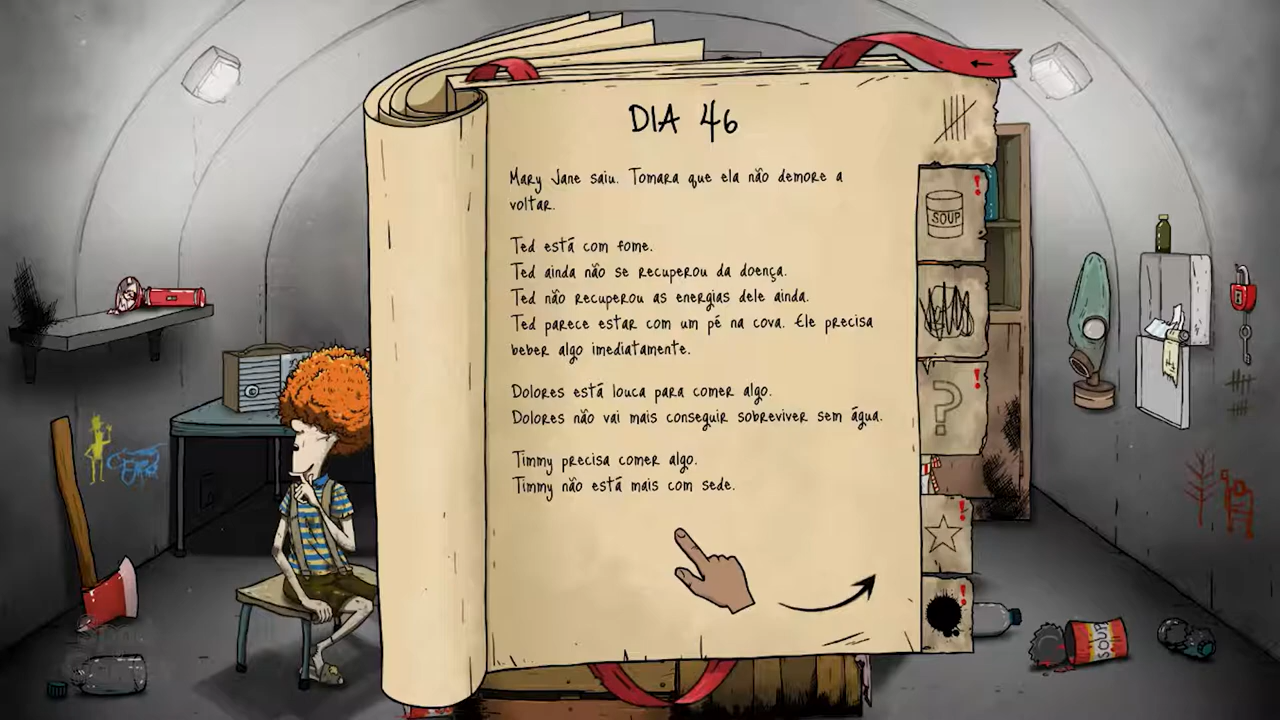 DIA 46
Mary Jane saiu. Tomara que ela não demore a
voltar.
Ted está com fome.
Ted ainda não se recuperou da doença.
Ted não recuperou as energias dele ainda.
Ted parece estar com um pé na cova. Ele precisa
beber algo imediatamente.
Dolores está louca para comer algo.
Dolores não vai mais conseguir sobreviver sem água.
Timmy precisa comer algo.
Timmy não está mais com sede.
SOUP
!
?
!
!
!
SOUP